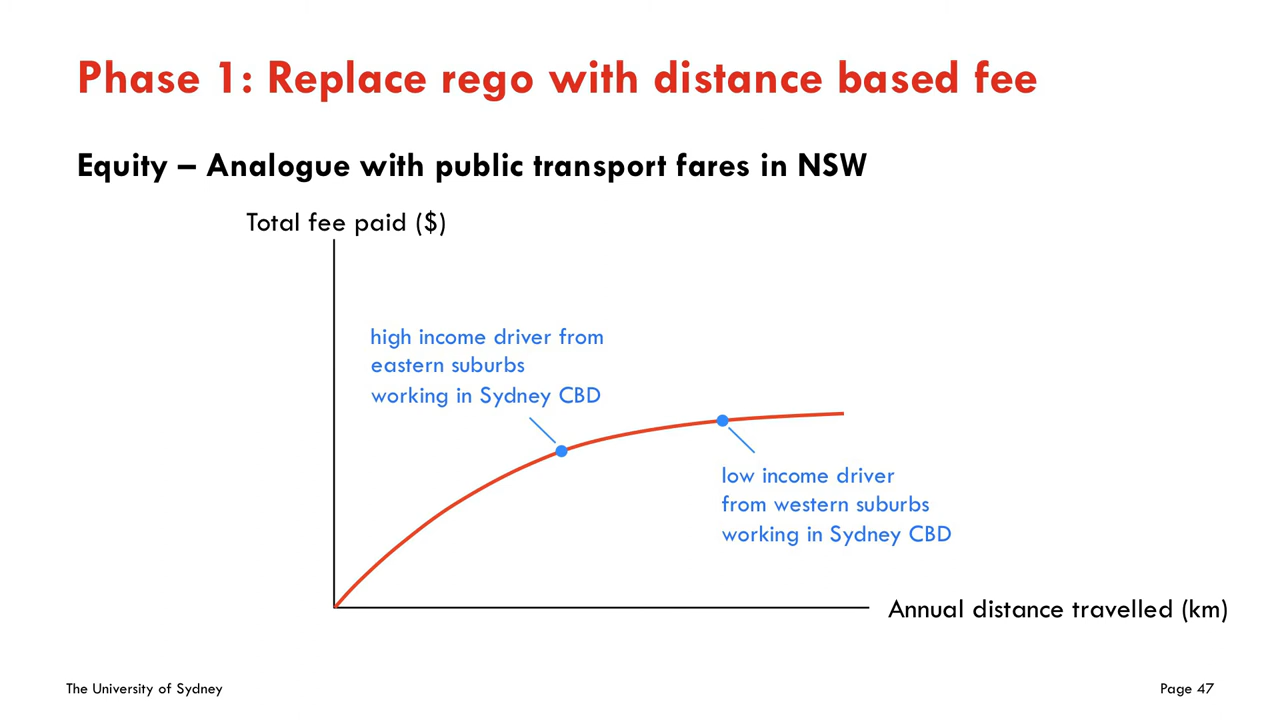 Phase 1: Replace rego with distance based fee
Equity – Analogue with public transport fares in NSW
Total fee paid ($)
high income driver from
eastern suburbs
working in Sydney CBD
low income driver
from western suburbs
working in Sydney CBD
Annual distance travelled (km)
The University of Sydney
Page 47